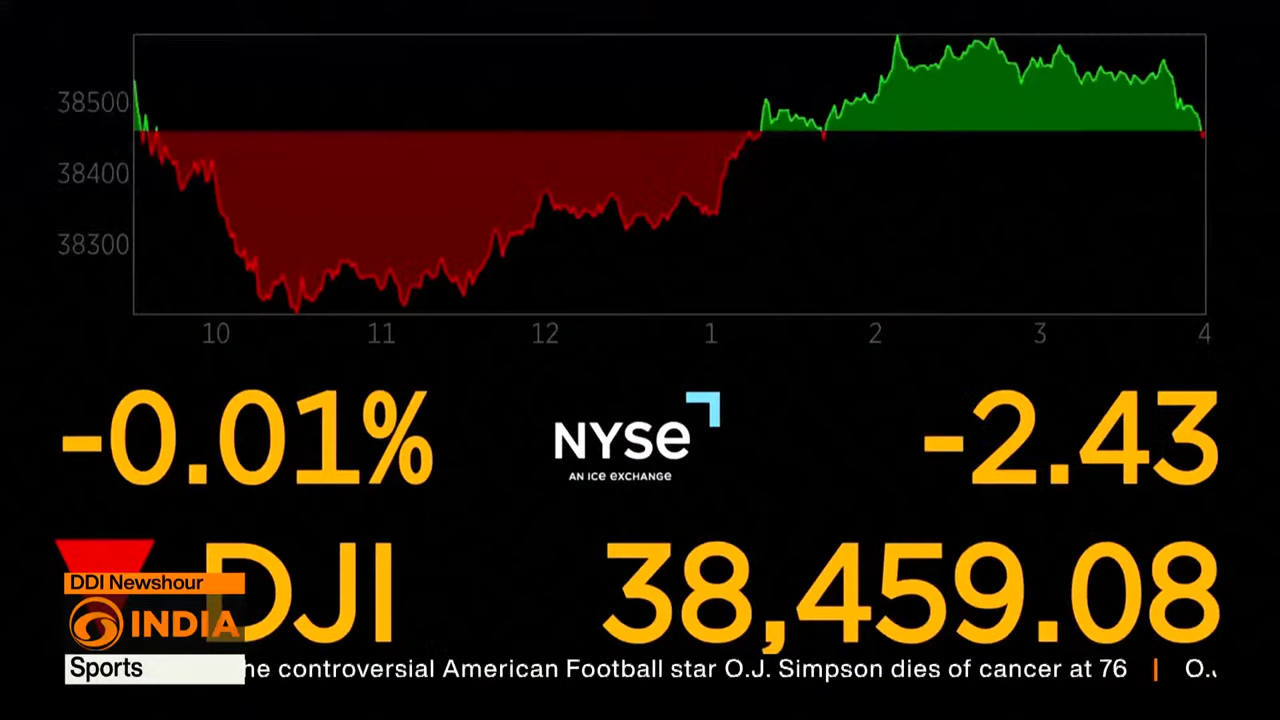 38500
38400
38300
10 11 12 1 2 3 4
-0.01% NYSE -2.43
AN ICE EXCHANGE
DJI 38,459.08
DDI Newshour
INDIA
Sports
controversial American Football star O.J. Simpson dies of cancer at 76 | O.